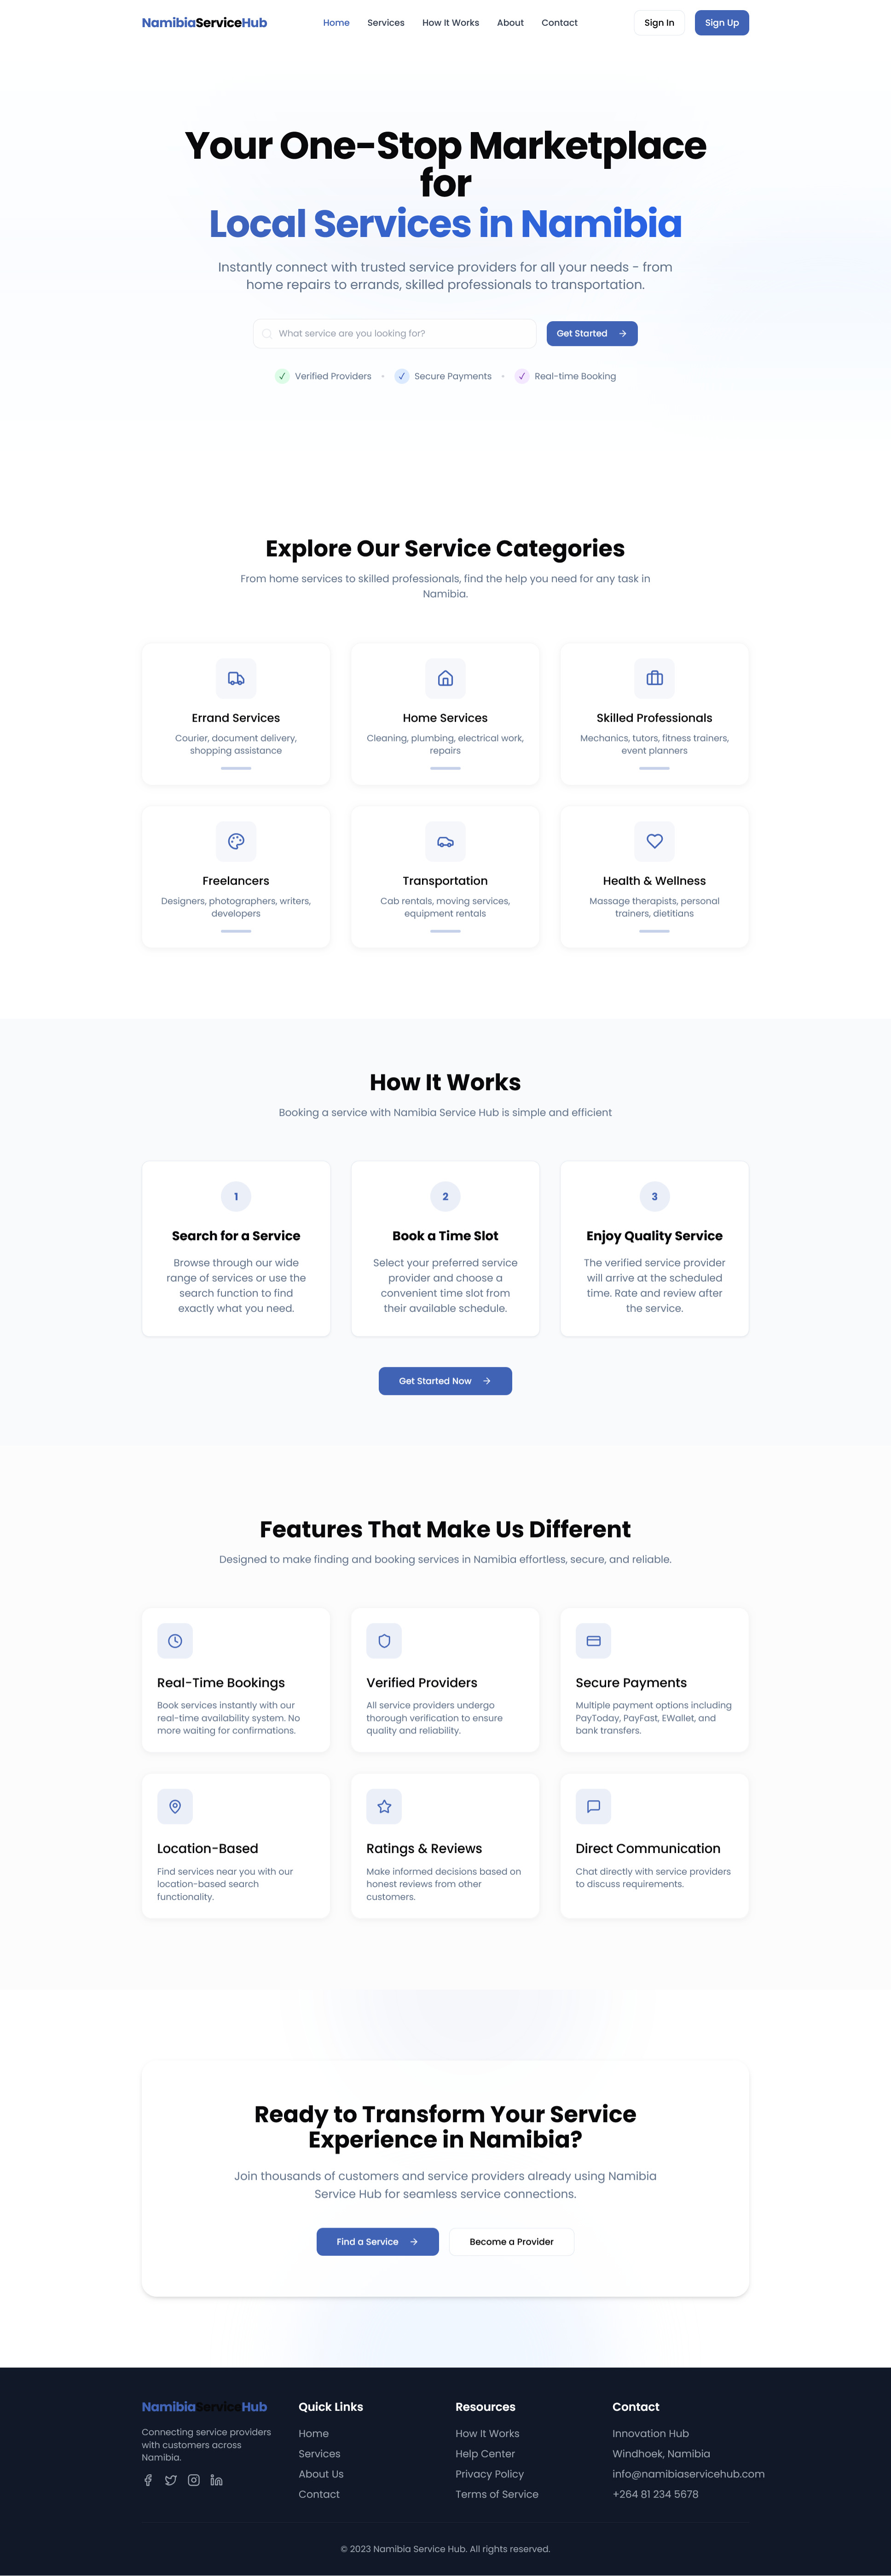 NamibiaServiceHub
Home Services How It Works About Contact
Sign In Sign Up
Your One-Stop Marketplace
for
Local Services in Namibia
Instantly connect with trusted service providers for all your needs - from
home repairs to errands, skilled professionals to transportation.
What service are you looking for?
Get Started
Verified Providers • Secure Payments • Real-time Booking
Explore Our Service Categories
From home services to skilled professionals, find the help you need for any task in
Namibia.
Errand Services
Courier, document delivery,
shopping assistance
Home Services
Cleaning, plumbing, electrical work,
repairs
Skilled Professionals
Mechanics, tutors, fitness trainers,
event planners
Freelancers
Designers, photographers, writers,
developers
Transportation
Cab rentals, moving services,
equipment rentals
Health & Wellness
Massage therapists, personal
trainers, dietitians
How It Works
Booking a service with Namibia Service Hub is simple and efficient
1
Search for a Service
Browse through our wide
range of services or use the
search function to find
exactly what you need.
2
Book a Time Slot
Select your preferred service
provider and choose a
convenient time slot from
their available schedule.
3
Enjoy Quality Service
The verified service provider
will arrive at the scheduled
time. Rate and review after
the service.
Get Started Now
Features That Make Us Different
Designed to make finding and booking services in Namibia effortless, secure, and reliable.
Real-Time Bookings
Book services instantly with our
real-time availability system. No
more waiting for confirmations.
Verified Providers
All service providers undergo
thorough verification to ensure
quality and reliability.
Secure Payments
Multiple payment options including
PayToday, PayFast, EWallet, and
bank transfers.
Location-Based
Find services near you with our
location-based search
functionality.
Ratings & Reviews
Make informed decisions based on
honest reviews from other
customers.
Direct Communication
Chat directly with service providers
to discuss requirements.
Ready to Transform Your Service
Experience in Namibia?
Join thousands of customers and service providers already using Namibia
Service Hub for seamless service connections.
Find a Service
Become a Provider
NamibiaServiceHub
Connecting service providers
with customers across
Namibia.
Quick Links
Home
Services
About Us
Contact
Resources
How It Works
Help Center
Privacy Policy
Terms of Service
Contact
Innovation Hub
Windhoek, Namibia
info@namibiaservicehub.com
+264 81 234 5678
© 2023 Namibia Service Hub. All rights reserved.